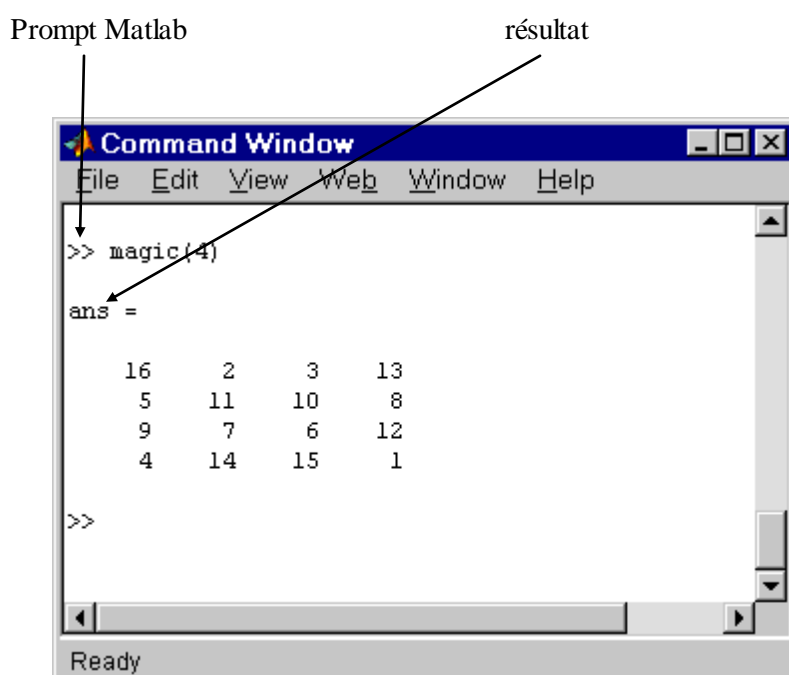 Prompt Matlab résultat
Command Window
File Edit View Web Window Help
>> magic(4)
ans =
16 2 3 13
5 11 10 8
9 7 6 12
4 14 15 1
>>
Ready